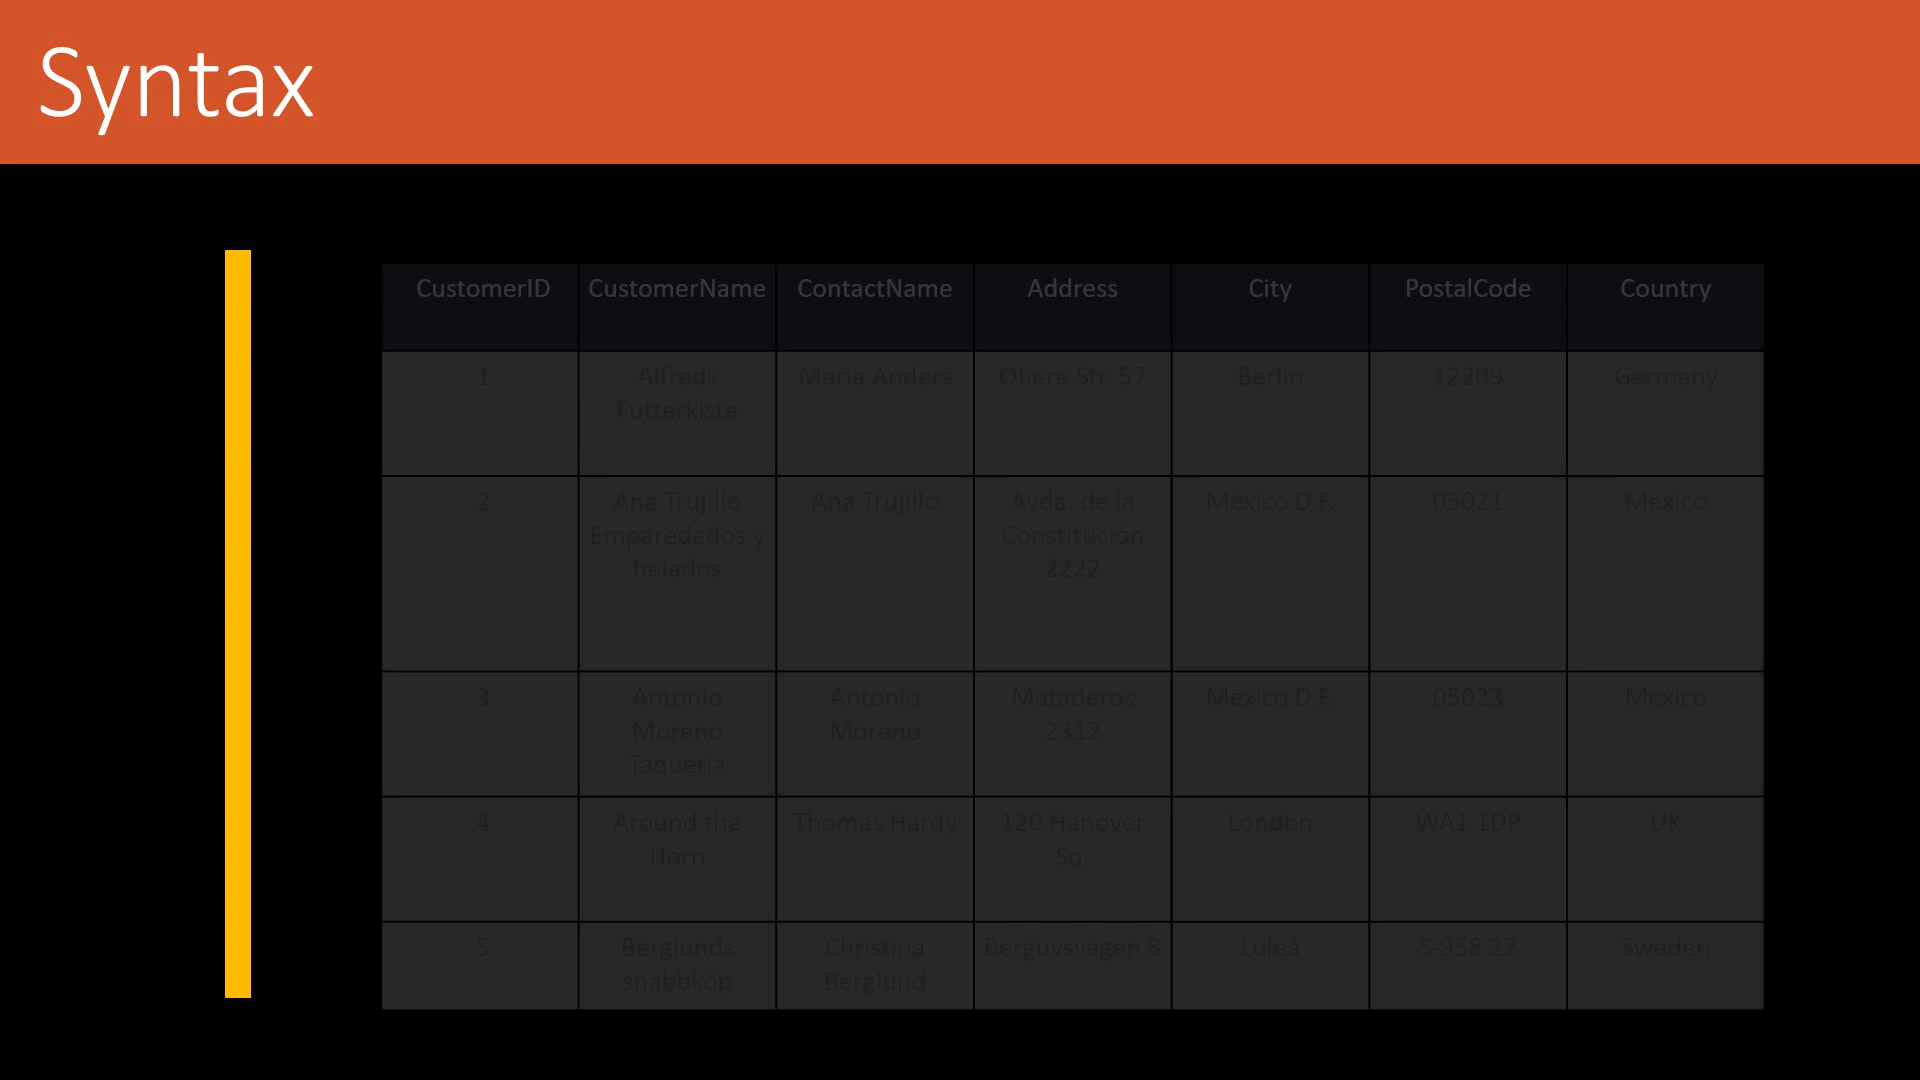 Syntax
CustomerID CustomerName ContactName Address City PostalCode Country
1 Alfreds Maria Anders Obere Str. 57 Berlin 12209 Germany
Futterkiste
2 Ana Trujillo Ana Trujillo Avda. de la México D.F. 05021 Mexico
Emparedados y Constitución
helados 2222
3 Antonio Antonio Mataderos México D.F. 05023 Mexico
Moreno Moreno 2312
Taquería
4 Around the Thomas Hardy 120 Hanover London WA1 1DP UK
Horn Sq.
5 Berglunds Christina Berguvsvägen 8 Luleå S-958 22 Sweden
snabbköp Berglund